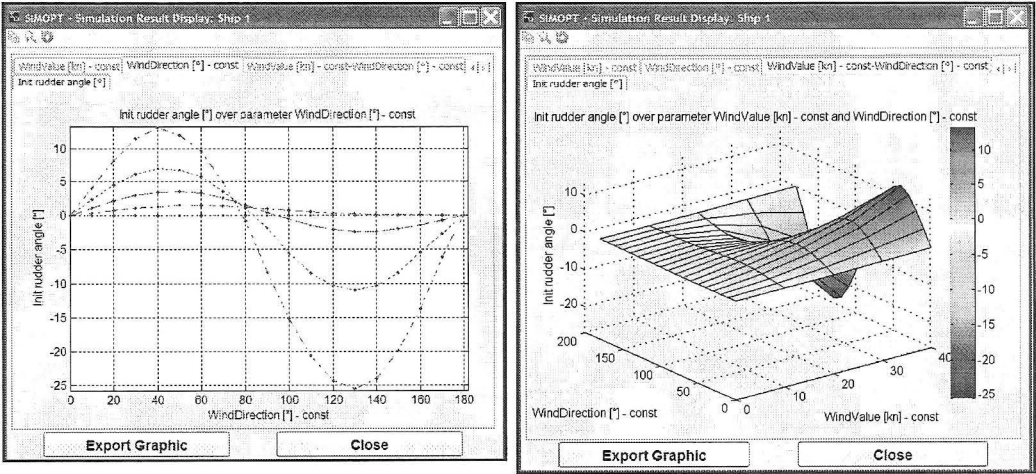 SIMOPT - Simulation Result Display: Ship 1
WindValue [kn] - const WindDirection [°] - const WindValue [kn] - const-WindDirection [°] - const
Init rudder angle [°]
Init rudder angle [°] over parameter WindDirection [°] - const
10
5
0
-5
-10
-15
-20
-25
Init rudder angle [°]
0 20 40 60 80 100 120 140 160 180
WindDirection [°] - const
Export Graphic Close
SIMOPT - Simulation Result Display: Ship 1
WindValue [kn] - const WindDirection [°] - const WindValue [kn] - const-WindDirection [°] - const
Init rudder angle [°]
Init rudder angle [°] over parameter WindValue [kn] - const and WindDirection [°] - const
10
0
-10
-20
Init rudder angle [°]
200
150
100
50
0
0
10
20
30
40
WindDirection [°] - const
WindValue [kn] - const
10
5
0
-5
-10
-15
-20
-25
Export Graphic Close